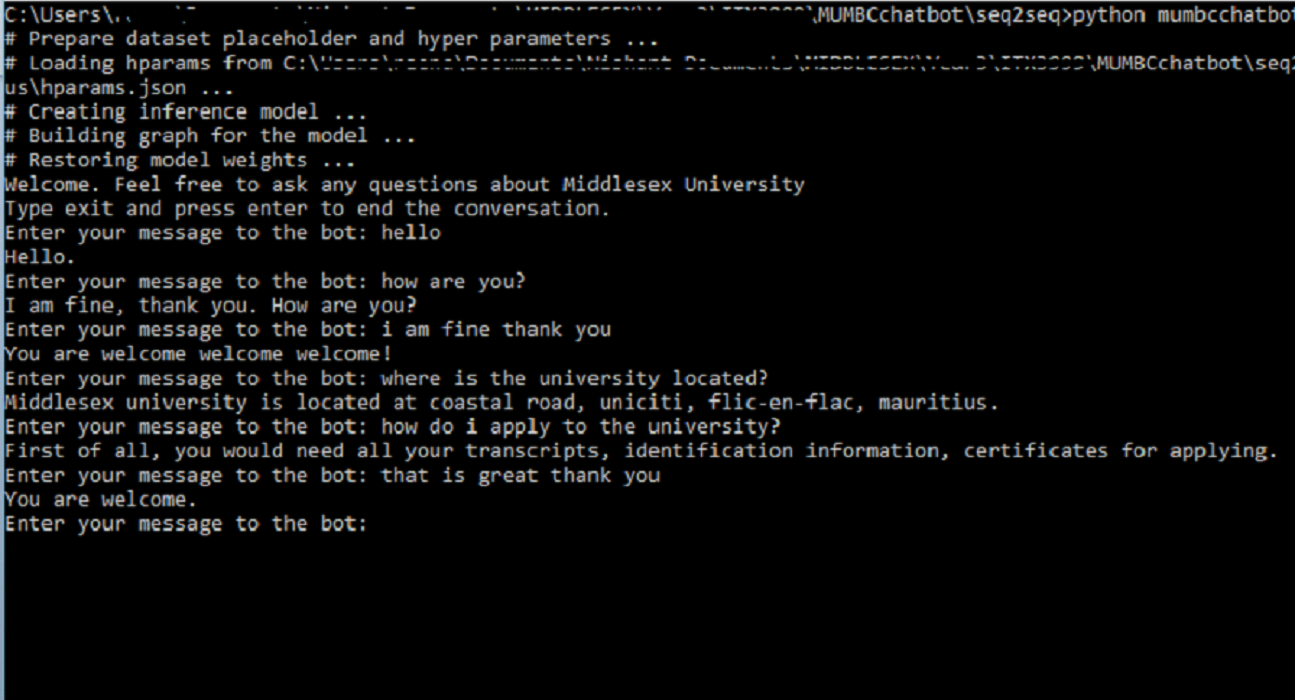 C:\Users\ \MUMBCchatbot\seq2seq>python mumbcchatbot
# Prepare dataset placeholder and hyper parameters ...
# Loading hparams from C:\ \MUMBCchatbot\seq2
us\hparams.json ...
# Creating inference model ...
# Building graph for the model ...
# Restoring model weights ...
Welcome. Feel free to ask any questions about Middlesex University
Type exit and press enter to end the conversation.
Enter your message to the bot: hello
Hello.
Enter your message to the bot: how are you?
I am fine, thank you. How are you?
Enter your message to the bot: i am fine thank you
You are welcome welcome welcome!
Enter your message to the bot: where is the university located?
Middlesex university is located at coastal road, uniciti, flic-en-flac, mauritius.
Enter your message to the bot: how do i apply to the university?
First of all, you would need all your transcripts, identification information, certificates for applying.
Enter your message to the bot: that is great thank you
You are welcome.
Enter your message to the bot: